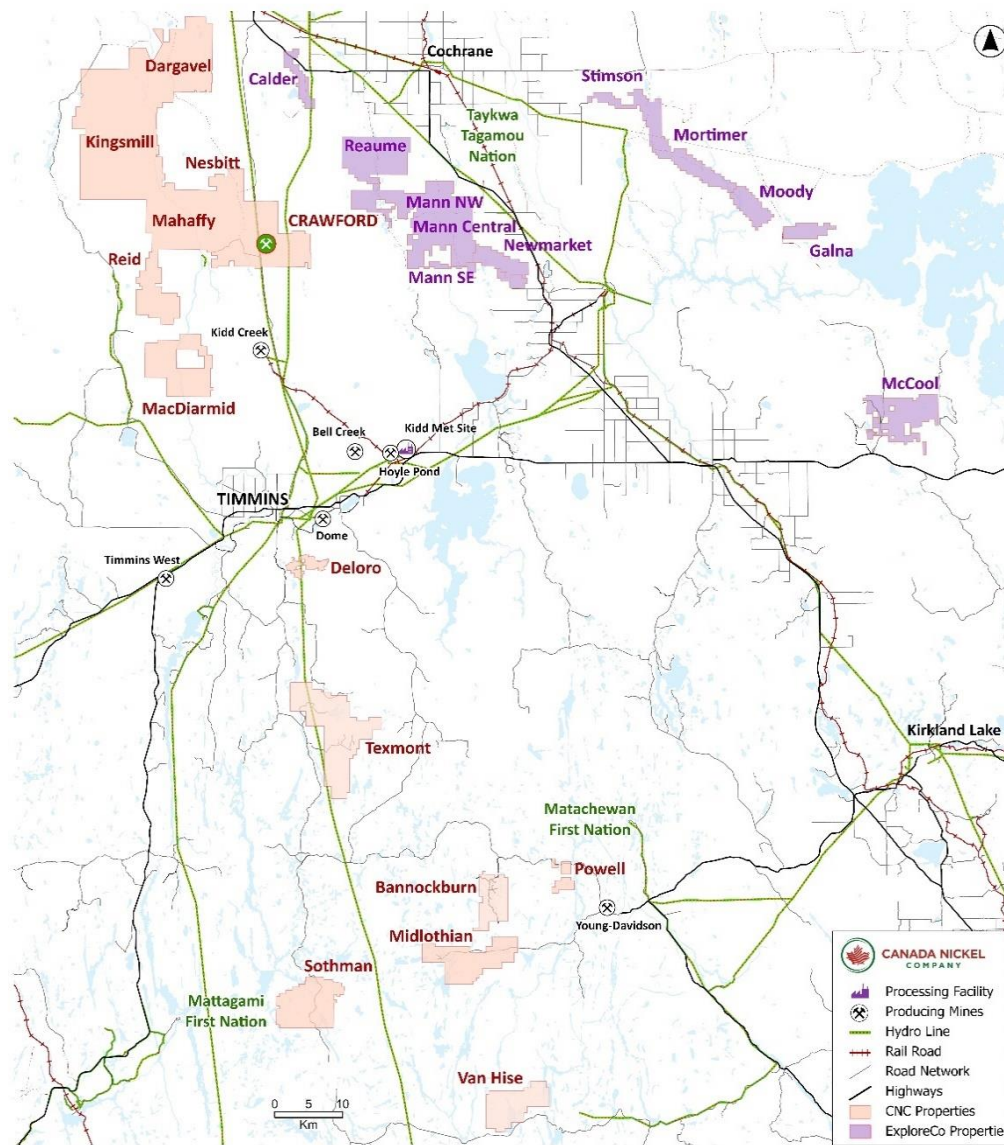 Cochrane
Dargavel
Calder
Stimson
Taykwa
Tagamou
Nation
Mortimer
Kingsmill
Reaume
Nesbitt
Moody
Mann NW
Mahaffy
CRAWFORD
Mann Central
Newmarket
Galna
Reid
Mann SE
Kidd Creek
McCool
MacDiarmid
Bell Creek
Kidd Met Site
Hoyle Pond
TIMMINS
Dome
Timmins West
Deloro
Kirkland Lake
Texmont
Matachewan
First Nation
Powell
Bannockburn
Young-Davidson
Midlothian
Sothman
Mattagami
First Nation
Van Hise
0 5 10
Km
CANADA NICKEL
COMPANY
Processing Facility
Producing Mines
Hydro Line
Rail Road
Road Network
Highways
CNC Properties
ExploreCo Propertie